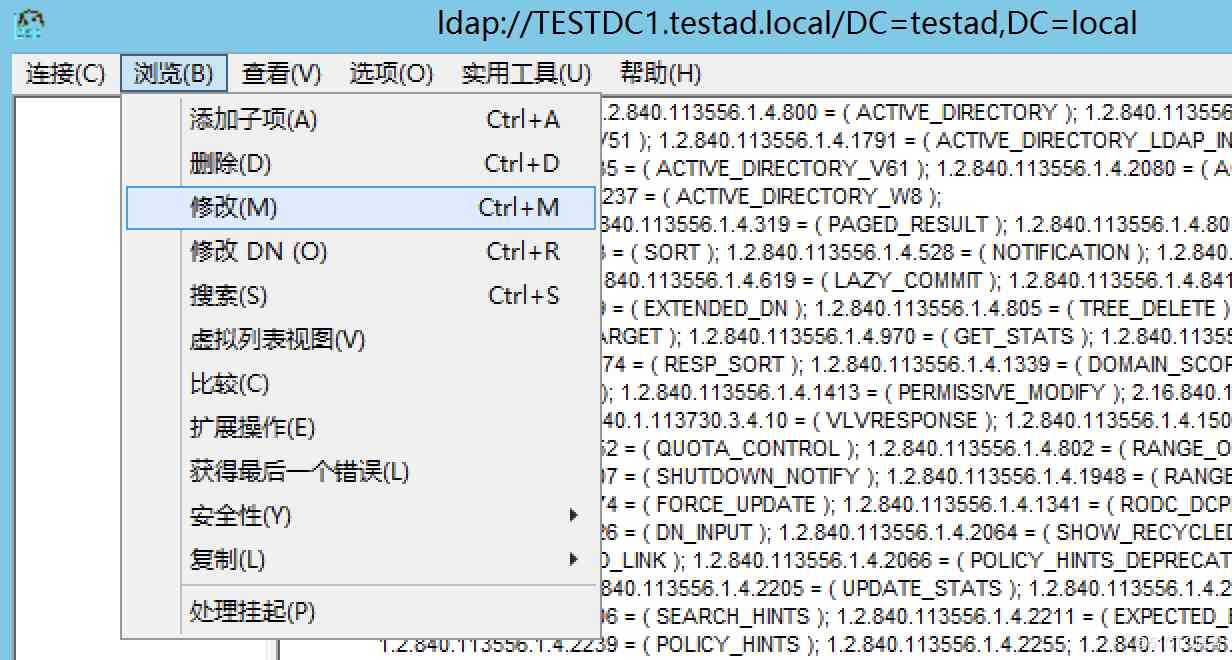 ldap://TESTDC1.testad.local/DC=testad,DC=local
连接(C) 浏览(B) 查看(V) 选项(O) 实用工具(U) 帮助(H)
添加子项(A) Ctrl+A
删除(D) Ctrl+D
修改(M) Ctrl+M
修改 DN (O) Ctrl+R
搜索(S) Ctrl+S
虚拟列表视图(V)
比较(C)
扩展操作(E)
获得最后一个错误(L)
安全性(Y)
复制(L)
处理挂起(P)
.2.840.113556.1.4.800 = ( ACTIVE_DIRECTORY ); 1.2.840.113556
V51 ); 1.2.840.113556.1.4.1791 = ( ACTIVE_DIRECTORY_LDAP_IN
35 = ( ACTIVE_DIRECTORY_V61 ); 1.2.840.113556.1.4.2080 = ( A
237 = ( ACTIVE_DIRECTORY_W8 );
840.113556.1.4.319 = ( PAGED_RESULT ); 1.2.840.113556.1.4.80
= ( SORT ); 1.2.840.113556.1.4.528 = ( NOTIFICATION ); 1.2.840.
840.113556.1.4.619 = ( LAZY_COMMIT ); 1.2.840.113556.1.4.841
= ( EXTENDED_DN ); 1.2.840.113556.1.4.805 = ( TREE_DELETE )
ARGET ); 1.2.840.113556.1.4.970 = ( GET_STATS ); 1.2.840.11355
74 = ( RESP_SORT ); 1.2.840.113556.1.4.1339 = ( DOMAIN_SCOP
); 1.2.840.113556.1.4.1413 = ( PERMISSIVE_MODIFY ); 2.16.840.1
40.1.113730.3.4.10 = ( VLVRESPONSE ); 1.2.840.113556.1.4.150
52 = ( QUOTA_CONTROL ); 1.2.840.113556.1.4.802 = ( RANGE_O
07 = ( SHUTDOWN_NOTIFY ); 1.2.840.113556.1.4.1948 = ( RANGE
74 = ( FORCE_UPDATE ); 1.2.840.113556.1.4.1341 = ( RODC_DCP
26 = ( DN_INPUT ); 1.2.840.113556.1.4.2064 = ( SHOW_RECYCLED
D_LINK ); 1.2.840.113556.1.4.2066 = ( POLICY_HINTS_DEPRECAT
840.113556.1.4.2205 = ( UPDATE_STATS ); 1.2.840.113556.1.4.2
06 = ( SEARCH_HINTS ); 1.2.840.113556.1.4.2211 = ( EXPECTED_E
1.2.840.113556.1.4.2239 = ( POLICY_HINTS ); 1.2.840.113556.1.4.2255; 1.2.840.113556.